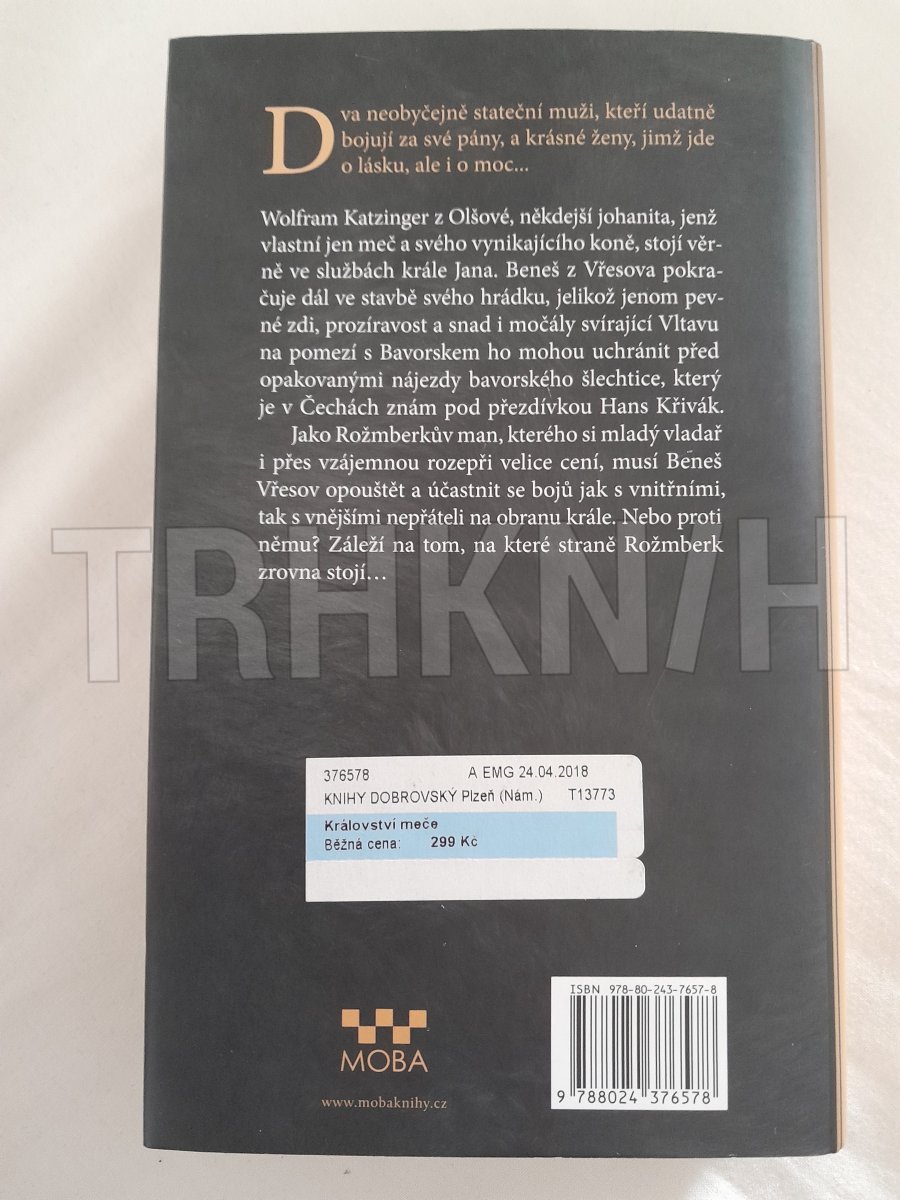 Dva neobyčejně stateční muži, kteří udatně
bojují za své pány, a krásné ženy, jimž jde
o lásku, ale i o moc...
Wolfram Katzinger z Olšové, někdejší johanita, jenž
vlastní jen meč a svého vynikajícího koně, stojí věr-
ně ve službách krále Jana. Beneš z Vřesova pokra-
čuje dál ve stavbě svého hrádku, jelikož jenom pev-
né zdi, prozíravost a snad i močály svírající Vltavu
na pomezí s Bavorskem ho mohou uchránit před
opakovanými nájezdy bavorského šlechtice, který
je v Čechách znám pod přezdívkou Hans Křivák.
Jako Rožmberkův man, kterého si mladý vladař
i přes vzájemnou rozepři velice cení, musí Beneš
Vřesov opouštět a účastnit se bojů jak s vnitřními,
tak s vnějšími nepřáteli na obranu krále. Nebo proti
němu? Záleží na tom, na které straně Rožmberk
zrovna stojí...
TRHKNIH
376578 A EMG 24.04.2018
KNIHY DOBROVSKÝ Plzeň (Nám.) T13773
Království meče
Běžná cena: 299 Kč
ISBN 978-80-243-7657-8
9 788024 376578
MOBA
www.mobaknihy.cz